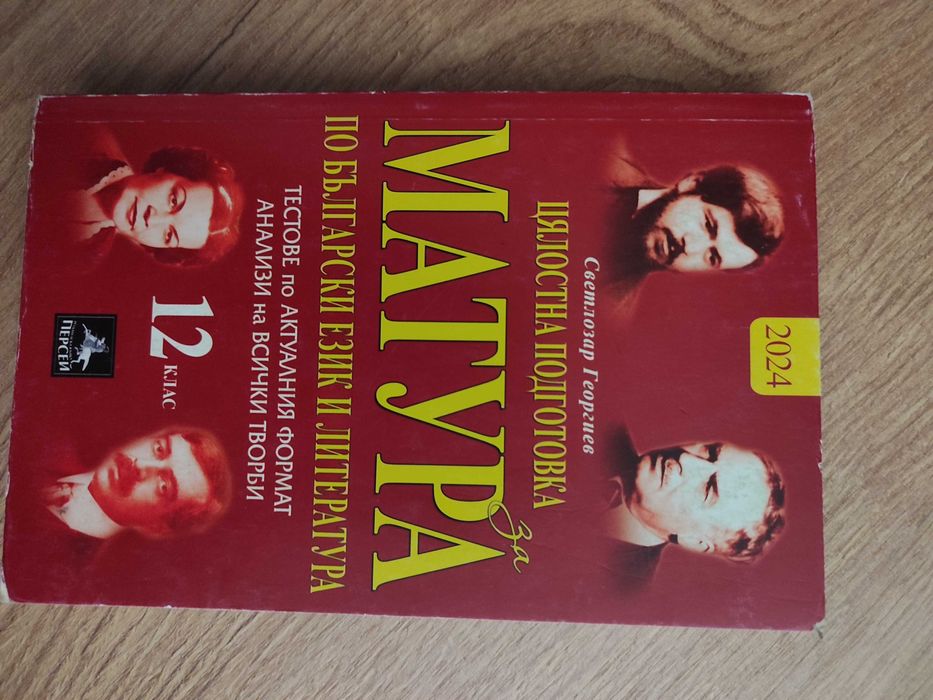 2024
Светлозар Георгиев
ЦЯЛОСТНА ПОДГОТОВКА
за
МАТУРА
ПО БЪЛГАРСКИ ЕЗИК И ЛИТЕРАТУРА
ТЕСТОВЕ по АКТУАЛНИЯ ФОРМАТ
АНАЛИЗИ на ВСИЧКИ ТВОРБИ
12 КЛАС
ПЕРСЕЙ